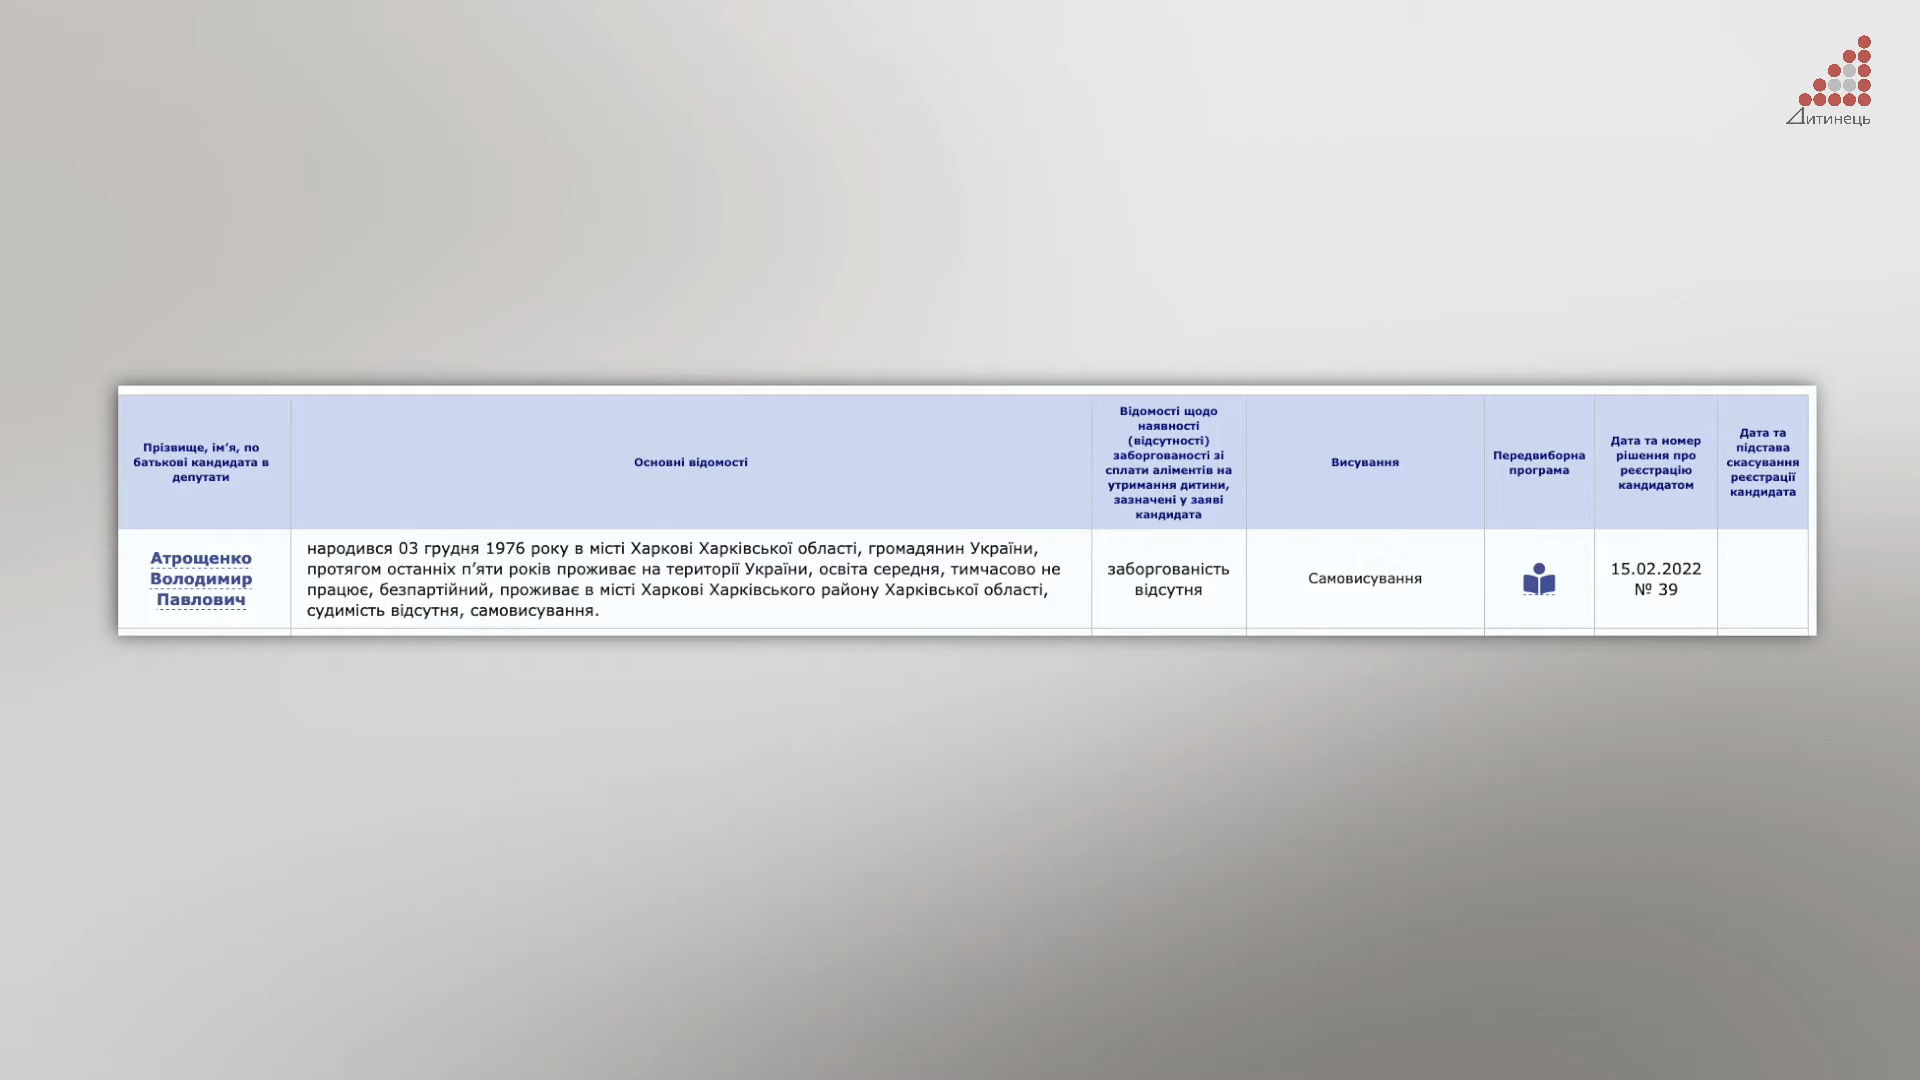 Дитинець
Прізвище, ім’я, по
батькові кандидата в
депутати
Основні відомості
Відомості щодо
наявності
(відсутності)
заборгованості зі
сплати аліментів на
утримання дитини,
зазначені у заяві
кандидата
Висування
Передвиборна
програма
Дата та номер
рішення про
реєстрацію
кандидатом
Дата та
підстава
скасування
реєстрації
кандидата
Атрощенко
Володимир
Павлович
народився 03 грудня 1976 року в місті Харкові Харківської області, громадянин України,
протягом останніх п’яти років проживає на території України, освіта середня, тимчасово не
працює, безпартійний, проживає в місті Харкові Харківського району Харківської області,
судимість відсутня, самовисування.
заборгованість
відсутня
Самовисування
15.02.2022
№ 39